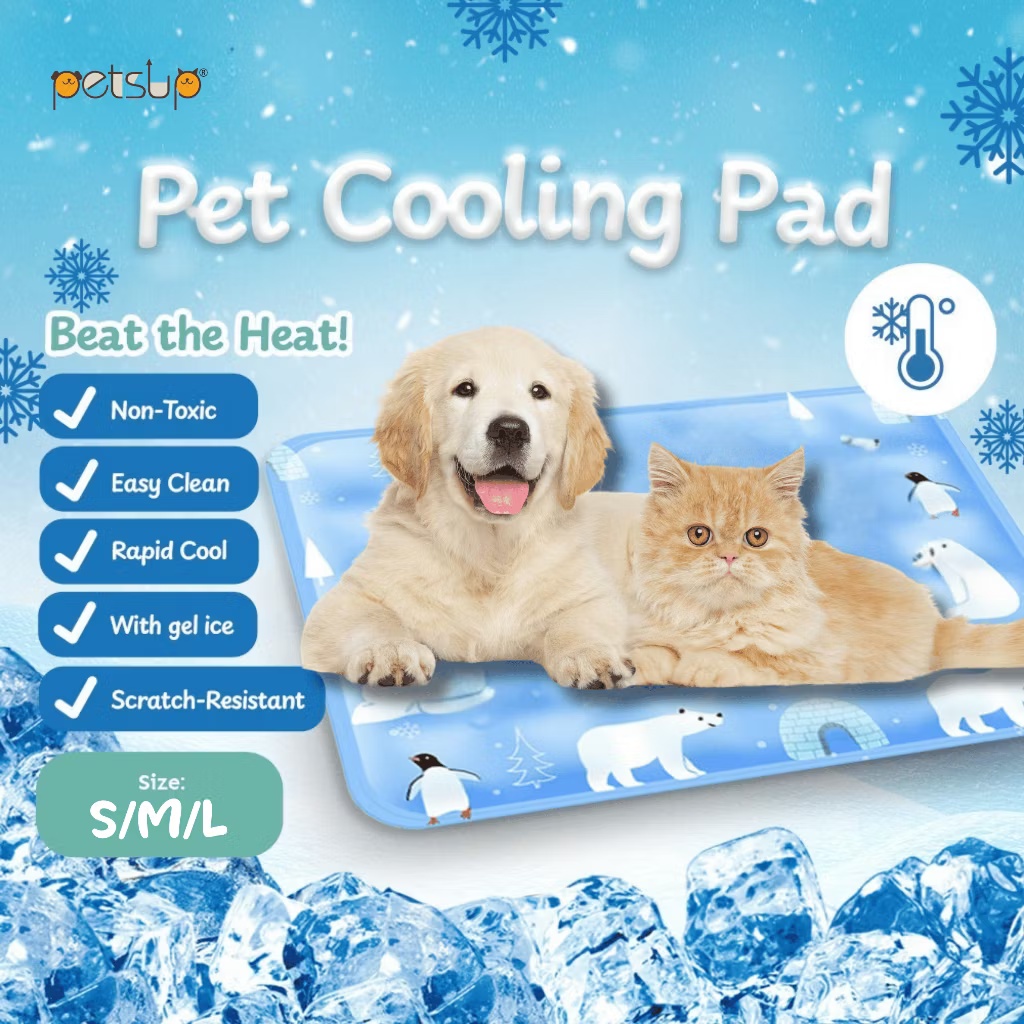 petsup®
Pet Cooling Pad
Beat the Heat!
Non-Toxic
Easy Clean
Rapid Cool
With gel ice
Scratch-Resistant
Size:
S/M/L